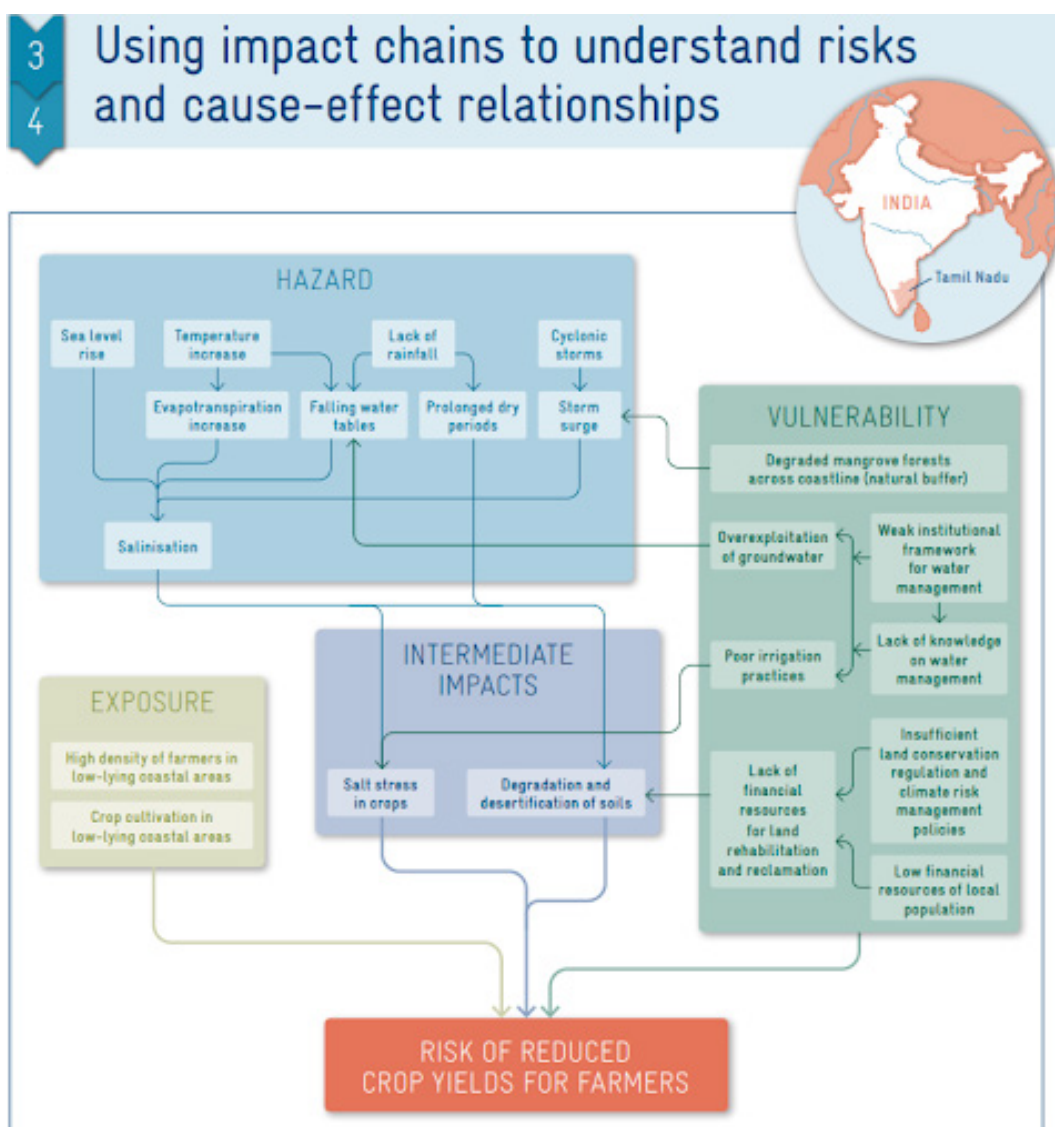 3
4
Using impact chains to understand risks
and cause-effect relationships
INDIA
Tamil Nadu
HAZARD
Sea level
rise
Temperature
increase
Lack of
rainfall
Cyclonic
storms
Evapotranspiration
increase
Falling water
tables
Prolonged dry
periods
Storm
surge
Salinisation
VULNERABILITY
Degraded mangrove forests
across coastline (natural buffer)
Overexploitation
of groundwater
Weak institutional
framework
for water
management
Poor irrigation
practices
Lack of knowledge
on water
management
Lack of
financial
resources
for land
rehabilitation
and reclamation
Insufficient
land conservation
regulation and
climate risk
management
policies
Low financial
resources of local
population
INTERMEDIATE
IMPACTS
Salt stress
in crops
Degradation and
desertification of soils
EXPOSURE
High density of farmers in
low-lying coastal areas
Crop cultivation in
low-lying coastal areas
RISK OF REDUCED
CROP YIELDS FOR FARMERS